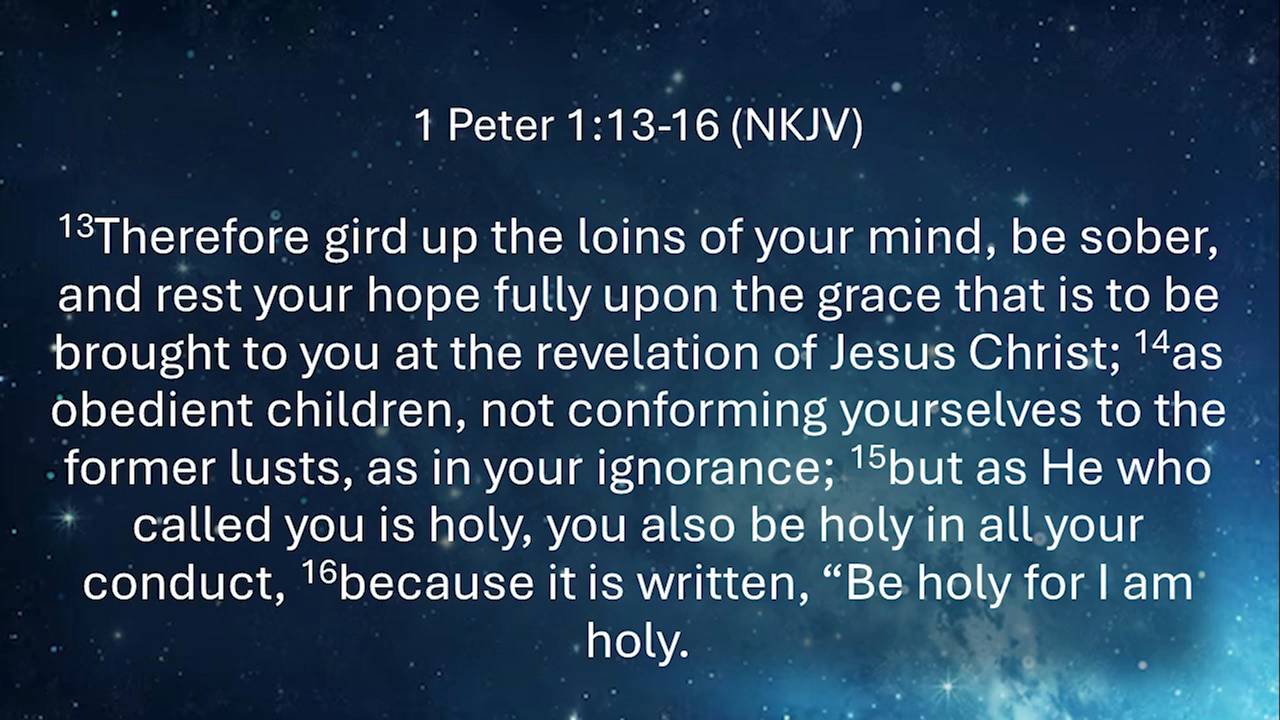 1 Peter 1:13-16 (NKJV)
¹³Therefore gird up the loins of your mind, be sober,
and rest your hope fully upon the grace that is to be
brought to you at the revelation of Jesus Christ; ¹⁴as
obedient children, not conforming yourselves to the
former lusts, as in your ignorance; ¹⁵but as He who
called you is holy, you also be holy in all your
conduct, ¹⁶because it is written, “Be holy for I am
holy.